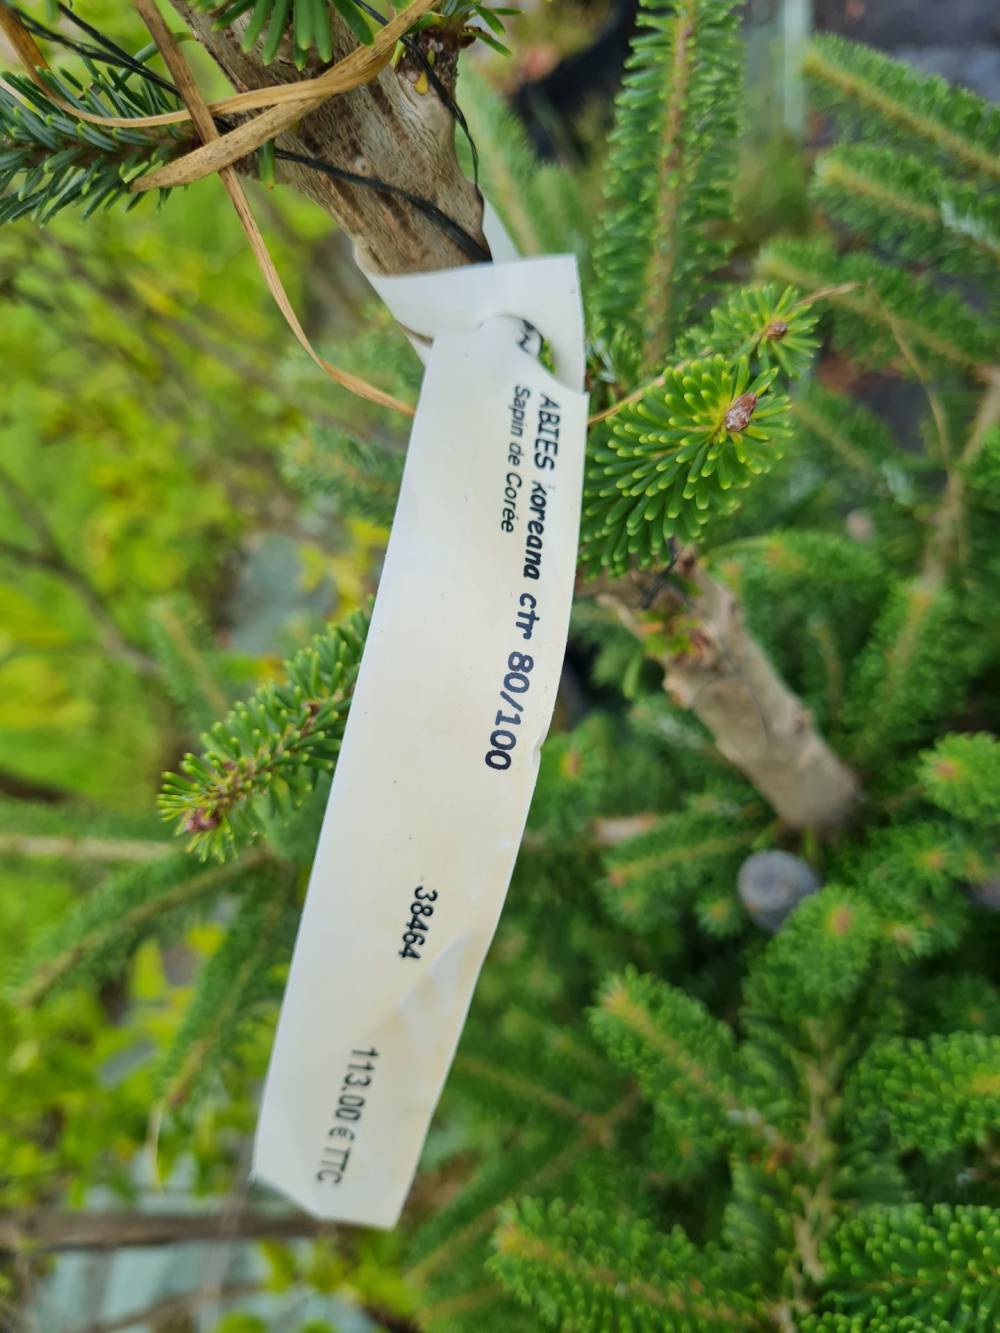 ABIES koreana ctr 80/100
Sapin de Corée
38464
113.00 € TTC